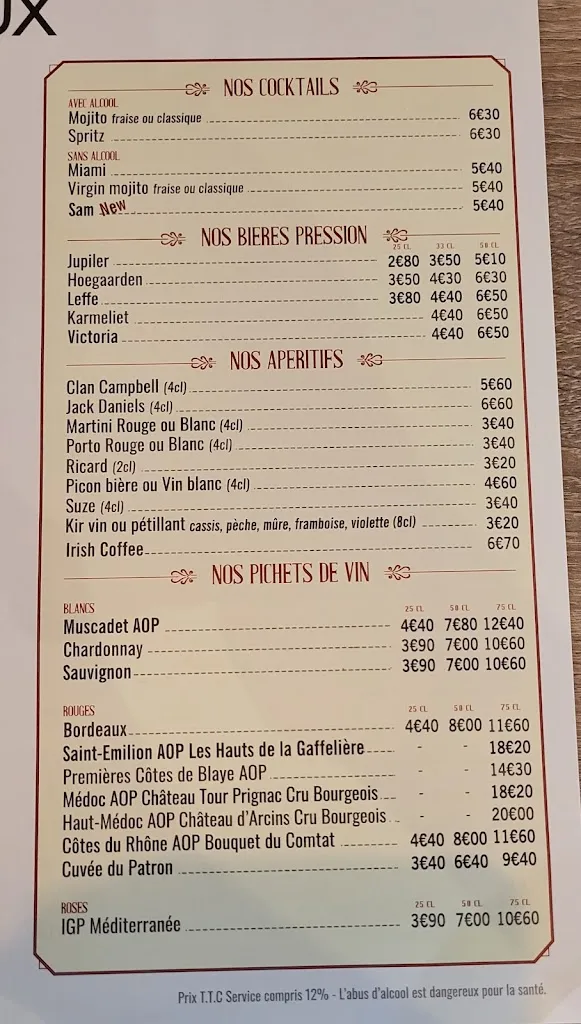 UX
NOS COCKTAILS
AVEC ALCOOL
Mojito fraise ou classique 6€30
Spritz 6€30
SANS ALCOOL
Miami 5€40
Virgin mojito fraise ou classique 5€40
Sam New 5€40
NOS BIERES PRESSION
25 CL 33 CL 50 CL
Jupiler 2€80 3€50 5€10
Hoegaarden 3€50 4€30 6€30
Leffe 3€80 4€40 6€50
Karmeliet 4€40 6€50
Victoria 4€40 6€50
NOS APERITIFS
Clan Campbell (4cl) 5€60
Jack Daniels (4cl) 6€60
Martini Rouge ou Blanc (4cl) 3€40
Porto Rouge ou Blanc (4cl) 3€40
Ricard (2cl) 3€20
Picon bière ou Vin blanc (4cl) 4€60
Suze (4cl) 3€40
Kir vin ou pétillant cassis, pèche, mûre, framboise, violette (8cl) 3€20
Irish Coffee 6€70
NOS PICHETS DE VIN
BLANCS 25 CL 50 CL 75 CL
Muscadet AOP 4€40 7€80 12€40
Chardonnay 3€90 7€00 10€60
Sauvignon 3€90 7€00 10€60
ROUGES 25 CL 50 CL 75 CL
Bordeaux 4€40 8€00 11€60
Saint-Emilion AOP Les Hauts de la Gaffelière - - 18€20
Premières Côtes de Blaye AOP - - 14€30
Médoc AOP Château Tour Prignac Cru Bourgeois - - 18€20
Haut-Médoc AOP Château d'Arcins Cru Bourgeois - - 20€00
Côtes du Rhône AOP Bouquet du Comtat 4€40 8€00 11€60
Cuvée du Patron 3€40 6€40 9€40
ROSES 25 CL 50 CL 75 CL
IGP Méditerranée 3€90 7€00 10€60
Prix T.T.C Service compris 12% - L'abus d'alcool est dangereux pour la santé.